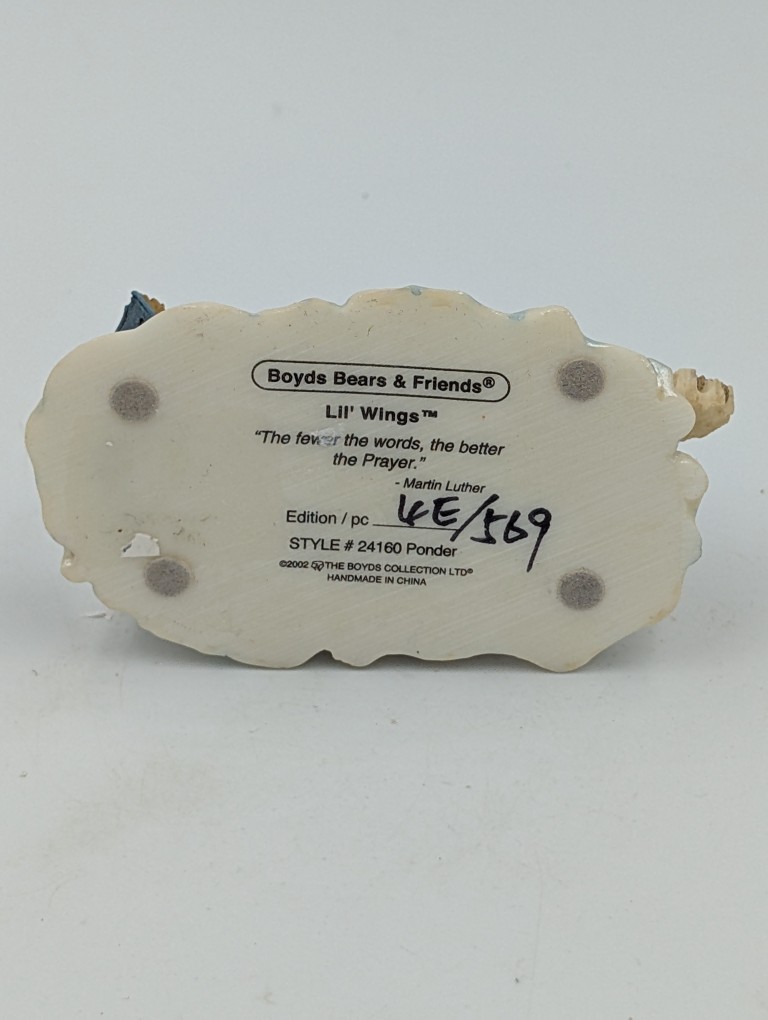 Boyds Bears & Friends®
Lil' Wings™
"The fewer the words, the better
the Prayer."
- Martin Luther
Edition / pc 4E/569
STYLE # 24160 Ponder
©2002 THE BOYDS COLLECTION LTD®
HANDMADE IN CHINA